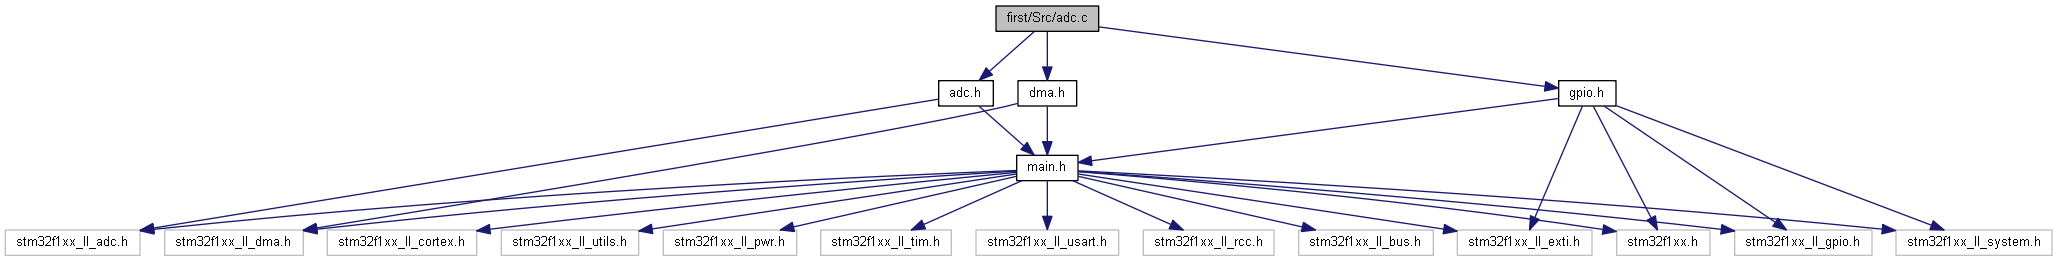 first/Src/adc.c
adc.h
dma.h
gpio.h
main.h
stm32f1xx_ll_adc.h
stm32f1xx_ll_dma.h
stm32f1xx_ll_cortex.h
stm32f1xx_ll_utils.h
stm32f1xx_ll_pwr.h
stm32f1xx_ll_tim.h
stm32f1xx_ll_usart.h
stm32f1xx_ll_rcc.h
stm32f1xx_ll_bus.h
stm32f1xx_ll_exti.h
stm32f1xx.h
stm32f1xx_ll_gpio.h
stm32f1xx_ll_system.h